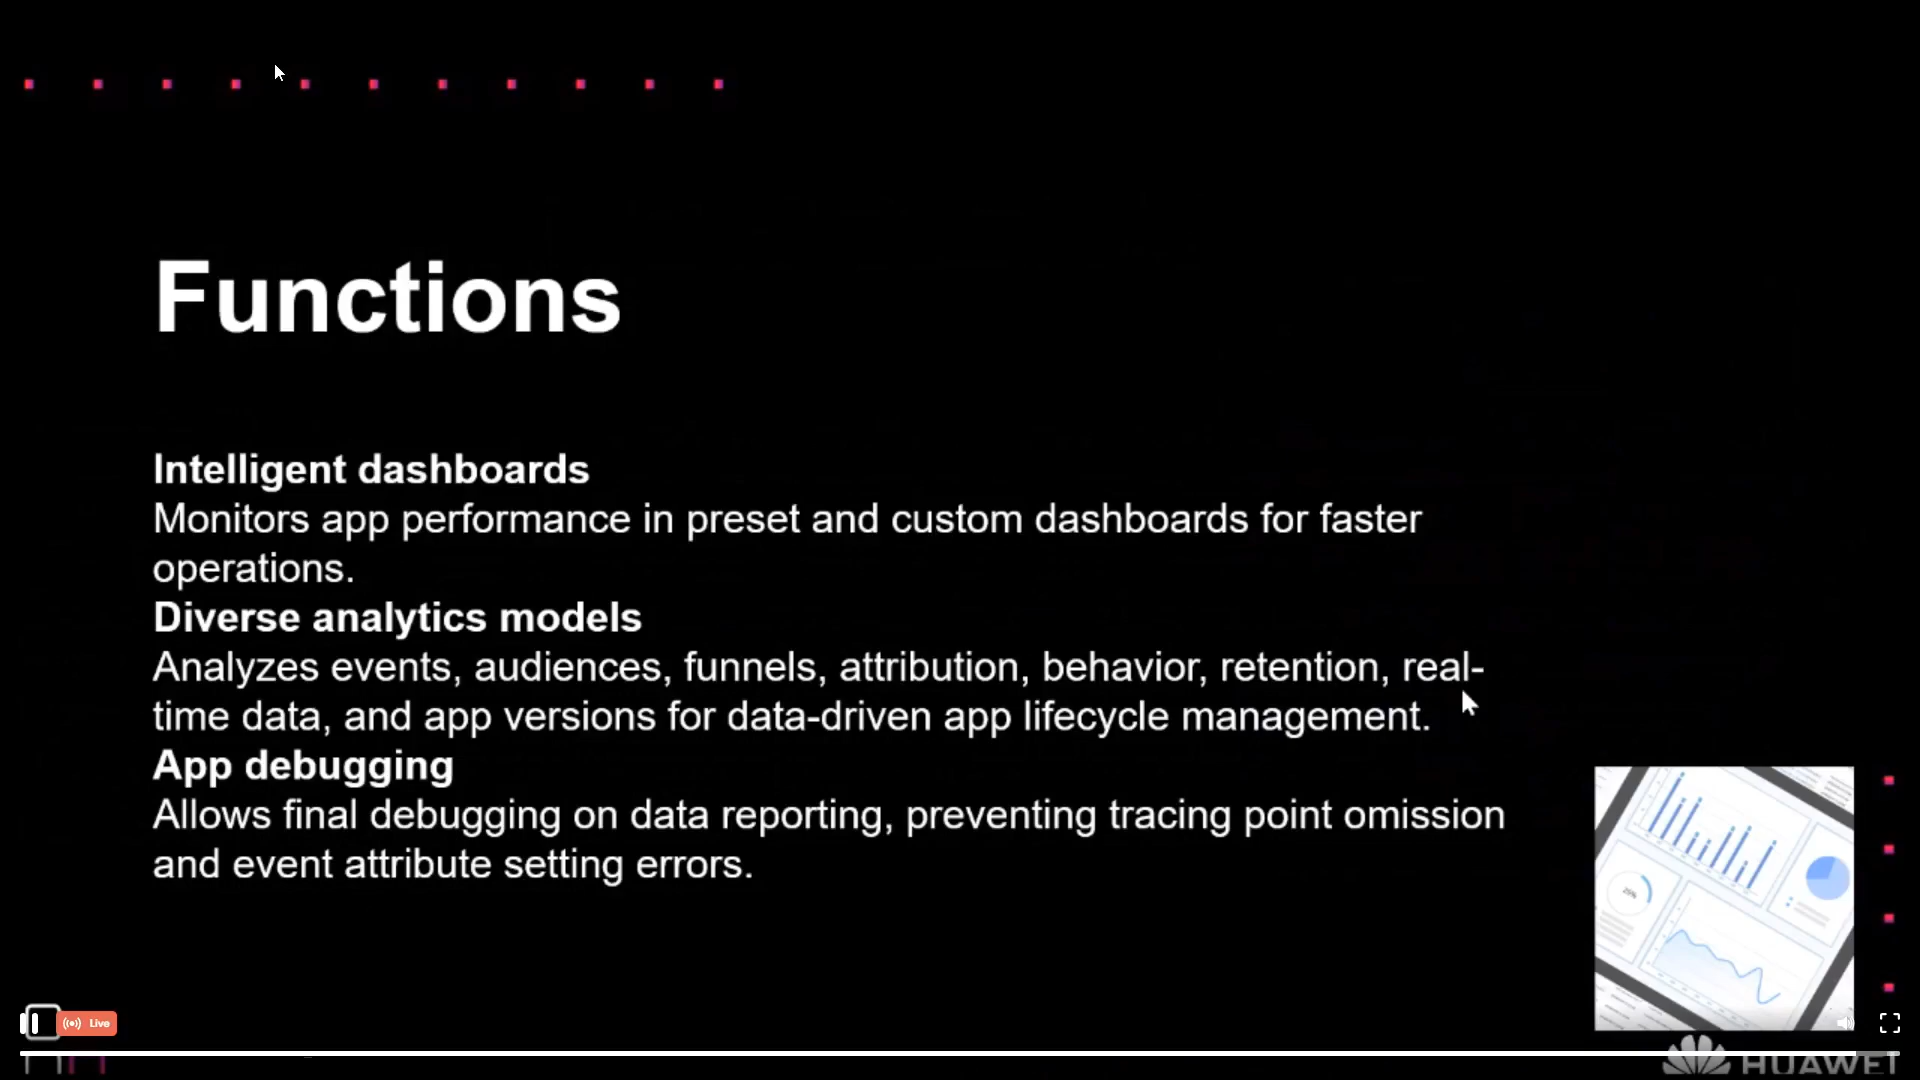 Functions
Intelligent dashboards
Monitors app performance in preset and custom dashboards for faster
operations.
Diverse analytics models
Analyzes events, audiences, funnels, attribution, behavior, retention, real-
time data, and app versions for data-driven app lifecycle management.
App debugging
Allows final debugging on data reporting, preventing tracing point omission
and event attribute setting errors.
25%
Live
HUAWEI